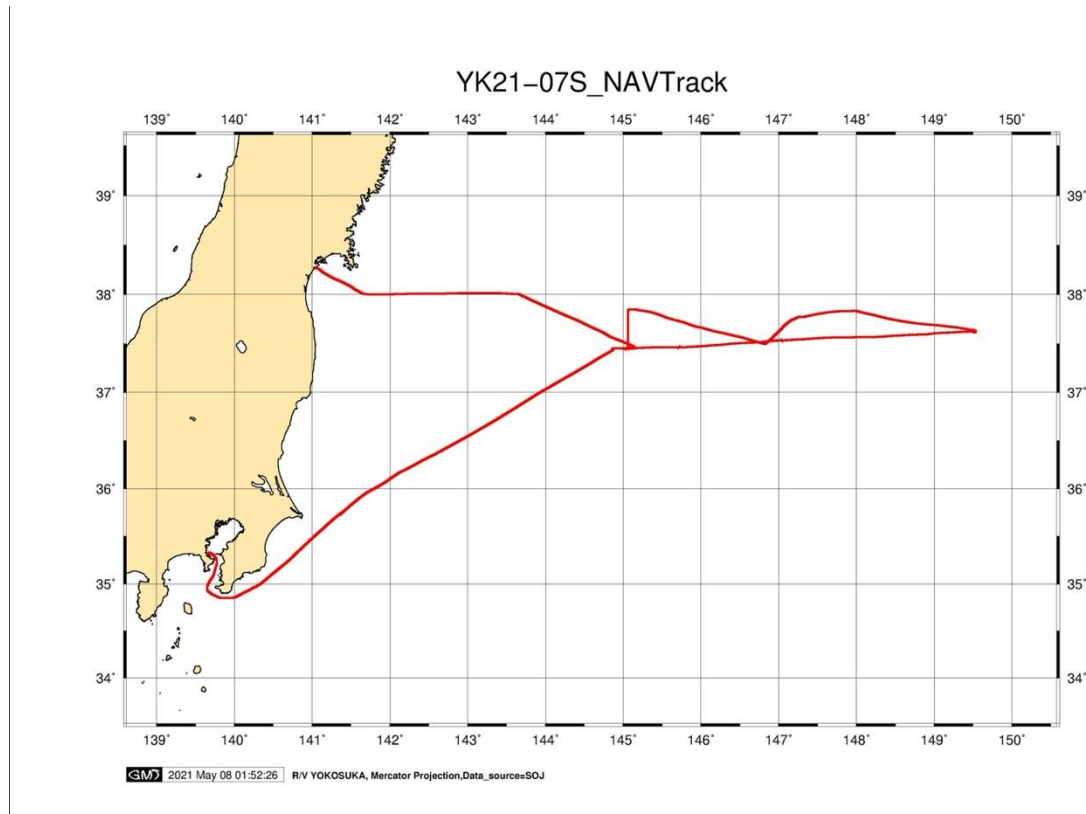 YK21−07S_NAVTrack
139˚ 140˚ 141˚ 142˚ 143˚ 144˚ 145˚ 146˚ 147˚ 148˚ 149˚ 150˚
39˚ 39˚
38˚ 38˚
37˚ 37˚
36˚ 36˚
35˚ 35˚
34˚ 34˚
139˚ 140˚ 141˚ 142˚ 143˚ 144˚ 145˚ 146˚ 147˚ 148˚ 149˚ 150˚
GMT 2021 May 08 01:52:26 R/V YOKOSUKA, Mercator Projection,Data_source=SOJ